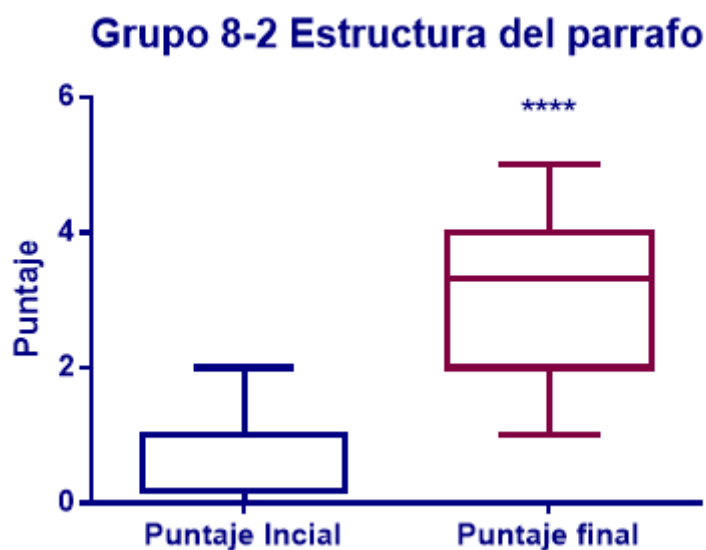 Grupo 8-2 Estructura del parrafo
6
4
2
0
Puntaje
****
Puntaje Incial
Puntaje final